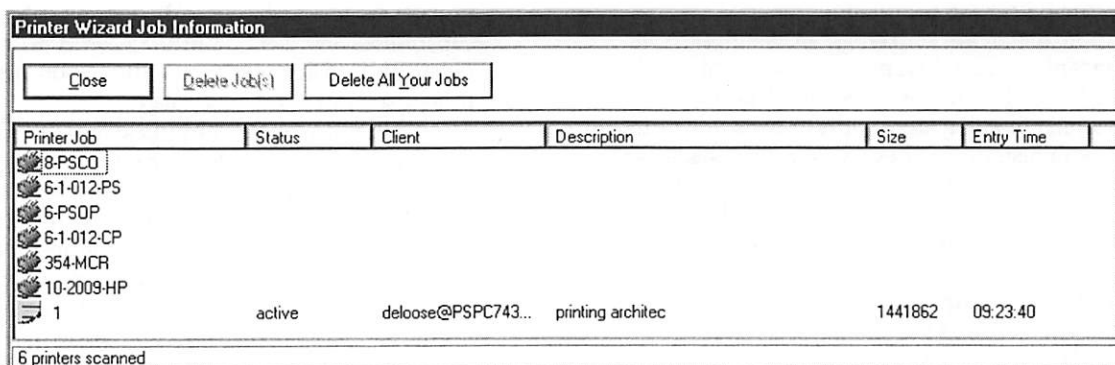 Printer Wizard Job Information
Close Delete Job(s) Delete All Your Jobs
Printer Job Status Client Description Size Entry Time
8-PSCO
6-1-012-PS
6-PSOP
6-1-012-CP
354-MCR
10-2009-HP
1 active deloose@PSPC743... printing architec 1441862 09:23:40
6 printers scanned